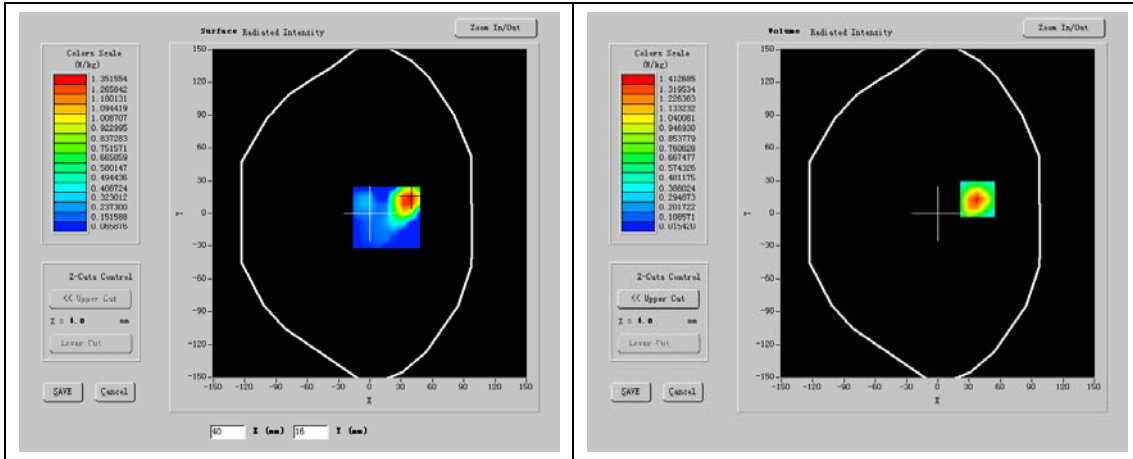 Surface Radiated Intensity
Zoom In/Out
Colors Scale
(W/kg)
1.351554
1.265842
1.180131
1.094419
1.008707
0.922995
0.837283
0.751571
0.665859
0.580147
0.494436
0.408724
0.323012
0.237300
0.151588
0.065876
150
120
90
60
30
0
-30
-60
-90
-120
-150
Y
-150 -120 -90 -60 -30 0 30 60 90 120 150
X
Z-Cuts Control
<< Upper Cut
Z = 4.0 mm
Lower Cut
SAVE Cancel
40 X (mm) 16 Y (mm)
Volume Radiated Intensity
Zoom In/Out
Colors Scale
(W/kg)
1.412685
1.319534
1.226383
1.133232
1.040081
0.946930
0.853779
0.760628
0.667477
0.574326
0.481175
0.388024
0.294873
0.201722
0.108571
0.015420
150
120
90
60
30
0
-30
-60
-90
-120
-150
Y
-150 -120 -90 -60 -30 0 30 60 90 120 150
X
Z-Cuts Control
<< Upper Cut
Z = 4.0 mm
Lower Cut
SAVE Cancel